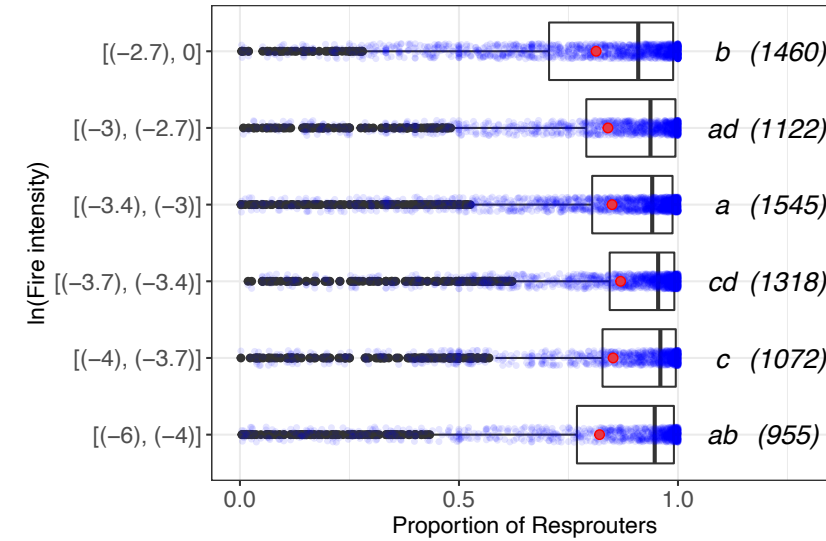 [(−2.7), 0] b (1460)
[(−3), (−2.7)] ad (1122)
[(−3.4), (−3)] a (1545)
[(−3.7), (−3.4)] cd (1318)
[(−4), (−3.7)] c (1072)
[(−6), (−4)] ab (955)
ln(Fire intensity)
0.0 0.5 1.0
Proportion of Resprouters